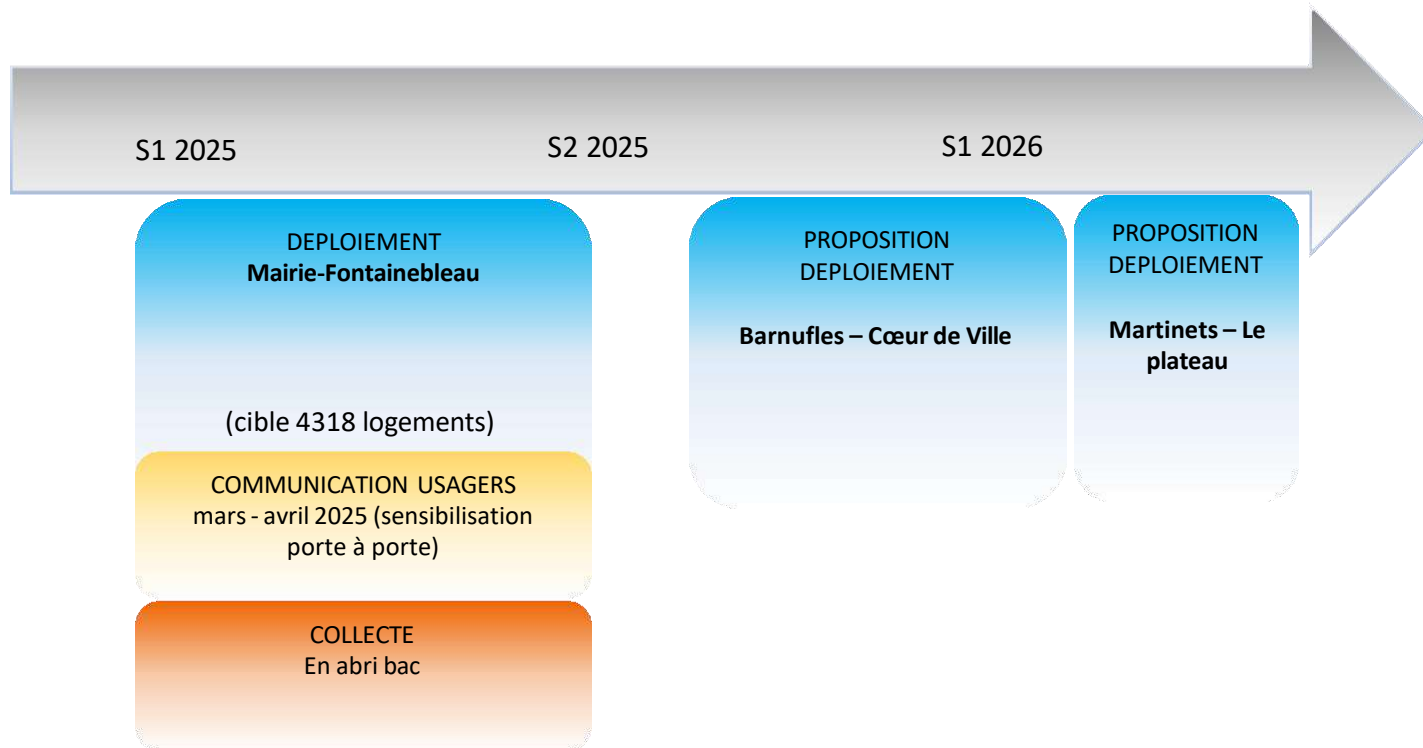 S1 2025
S2 2025
S1 2026
DEPLOIEMENT
Mairie-Fontainebleau
(cible 4318 logements)
COMMUNICATION USAGERS
mars - avril 2025 (sensibilisation
porte à porte)
COLLECTE
En abri bac
PROPOSITION
DEPLOIEMENT
Barnufles – Cœur de Ville
PROPOSITION
DEPLOIEMENT
Martinets – Le
plateau